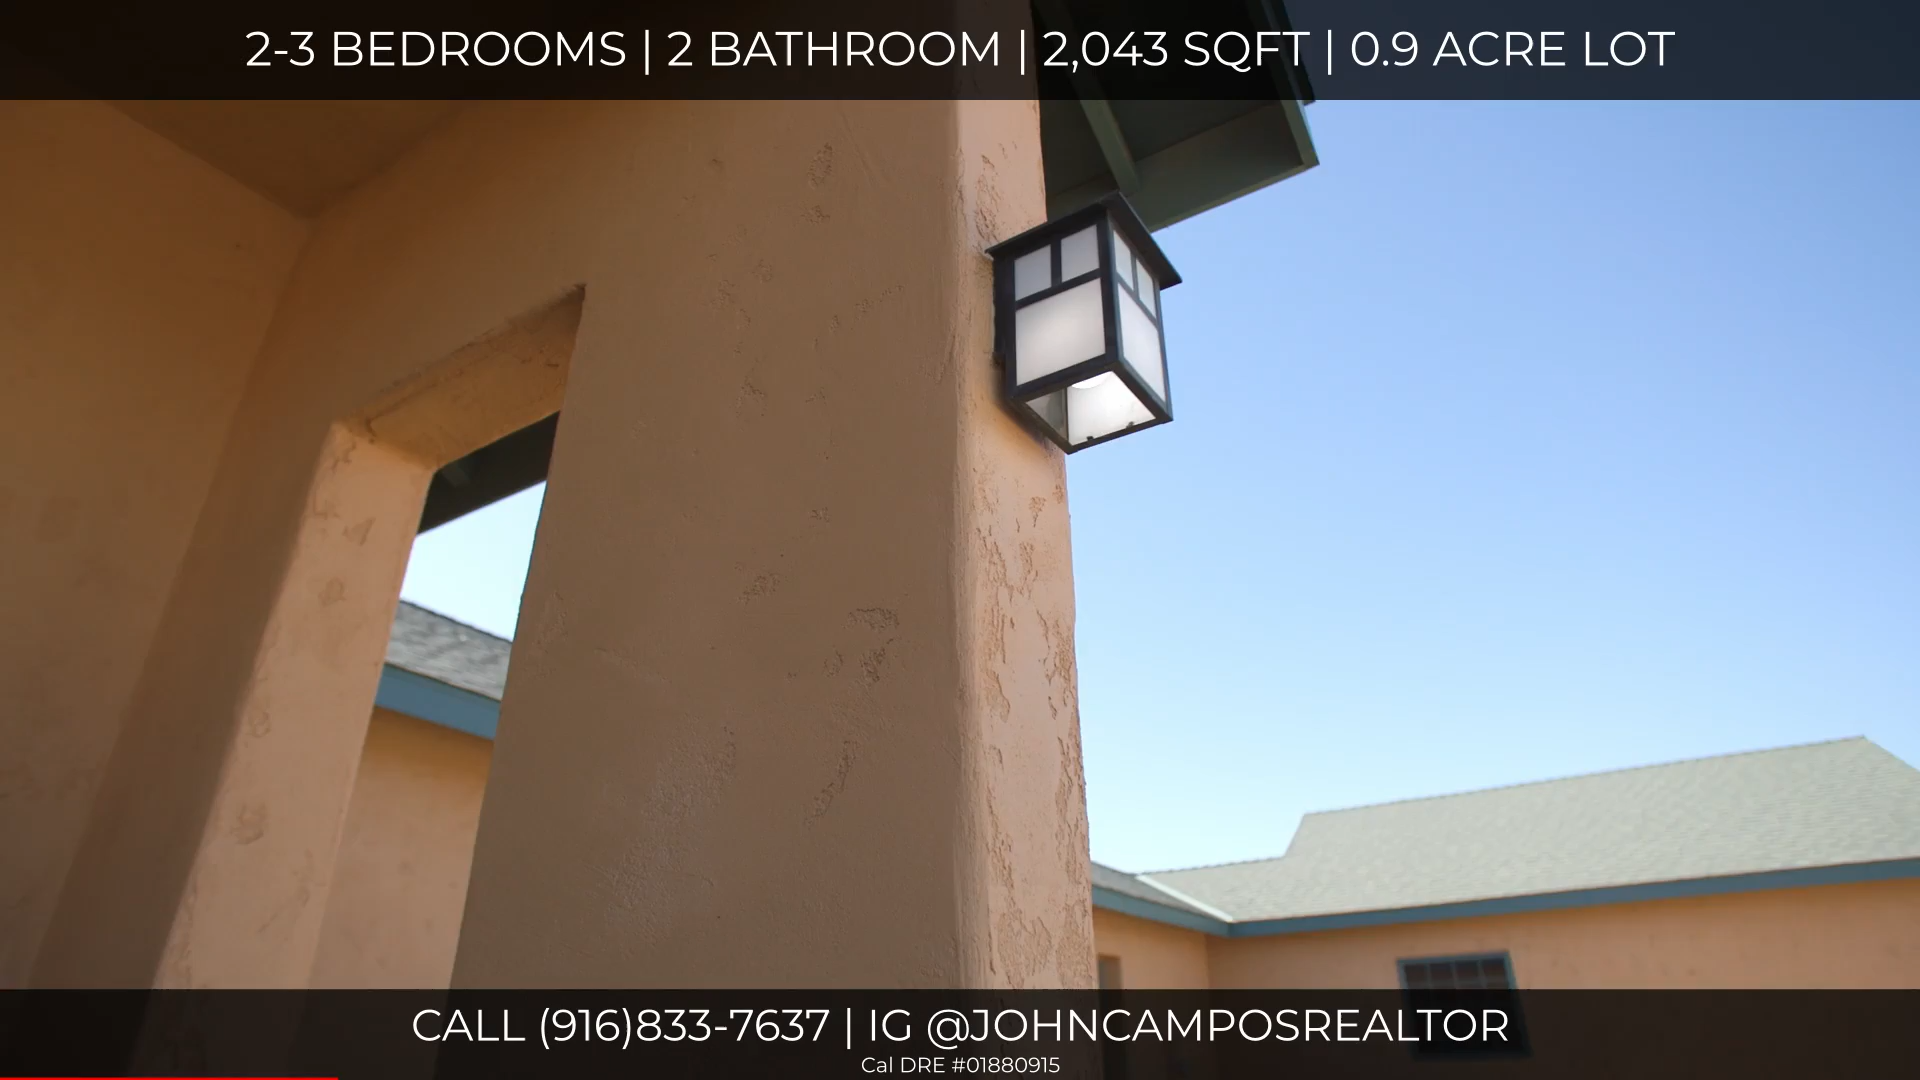 2-3 BEDROOMS | 2 BATHROOM | 2,043 SQFT | 0.9 ACRE LOT
CALL (916)833-7637 | IG @JOHNCAMPOSREALTOR
Cal DRE #01880915